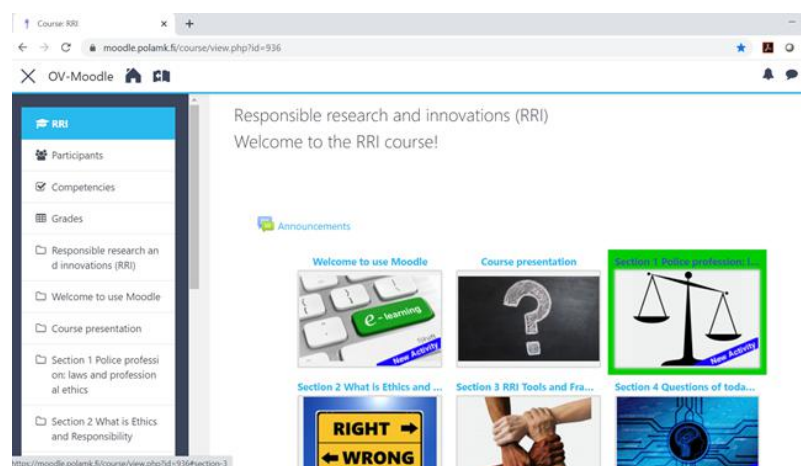 Course: RRI
moodle.polamk.fi/course/view.php?id=936
OV-Moodle
RRI
Participants
Competencies
Grades
Responsible research an
d innovations (RRI)
Welcome to use Moodle
Course presentation
Section 1 Police professi
on: laws and profession
al ethics
Section 2 What is Ethics
and Responsibility
https://moodle.polamk.fi/course/view.php?id=936#section-3
Responsible research and innovations (RRI)
Welcome to the RRI course!
Announcements
Welcome to use Moodle
Course presentation
Section 1 Police profession: l...
e - learning
New Activity
New Activity
Section 2 What is Ethics and ...
Section 3 RRI Tools and Fra...
Section 4 Questions of toda...
RIGHT
WRONG